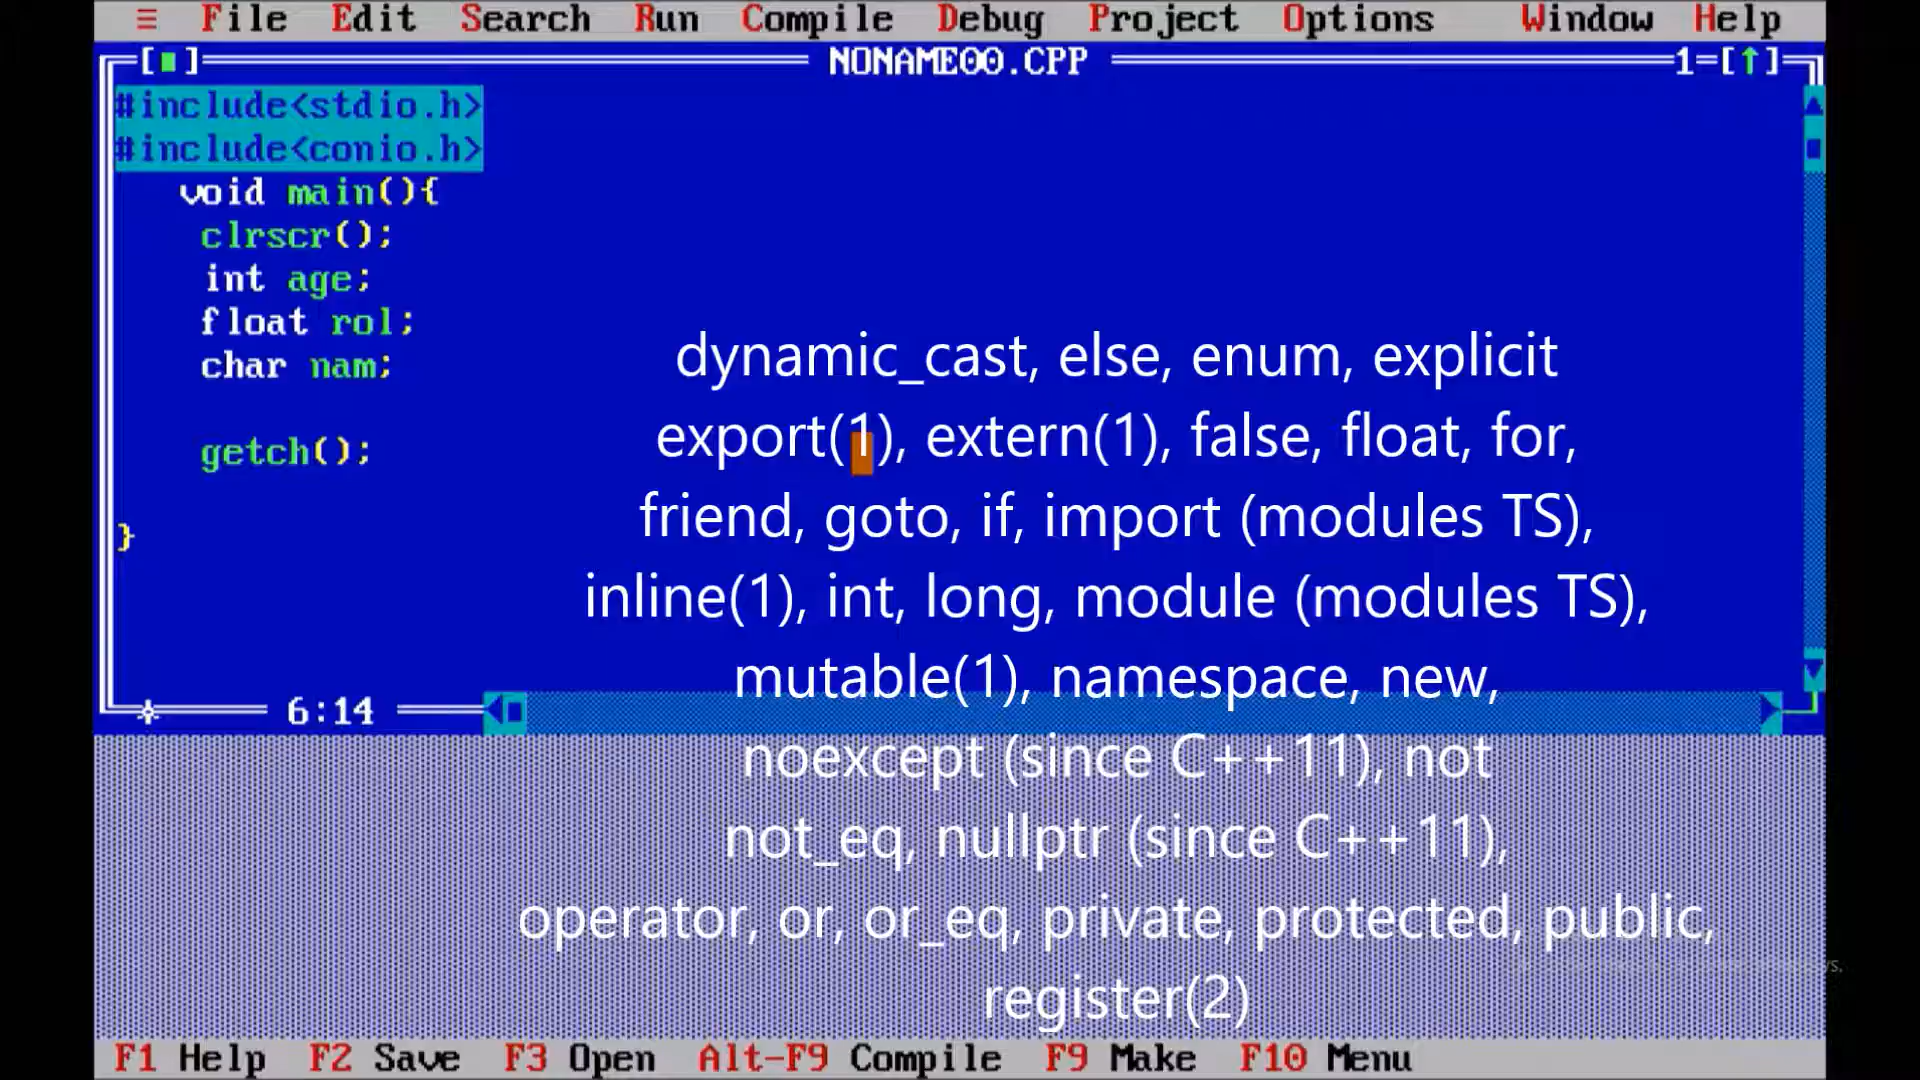 ≡ File Edit Search Run Compile Debug Project Options Window Help
[■] NONAME00.CPP 1=[↑]
#include<stdio.h>
#include<conio.h>
void main(){
clrscr();
int age;
float rol;
char nam;
getch();
}
6:14
dynamic_cast, else, enum, explicit
export(1), extern(1), false, float, for,
friend, goto, if, import (modules TS),
inline(1), int, long, module (modules TS),
mutable(1), namespace, new,
noexcept (since C++11), not
not_eq, nullptr (since C++11),
operator, or, or_eq, private, protected, public,
register(2)
F1 Help F2 Save F3 Open Alt-F9 Compile F9 Make F10 Menu